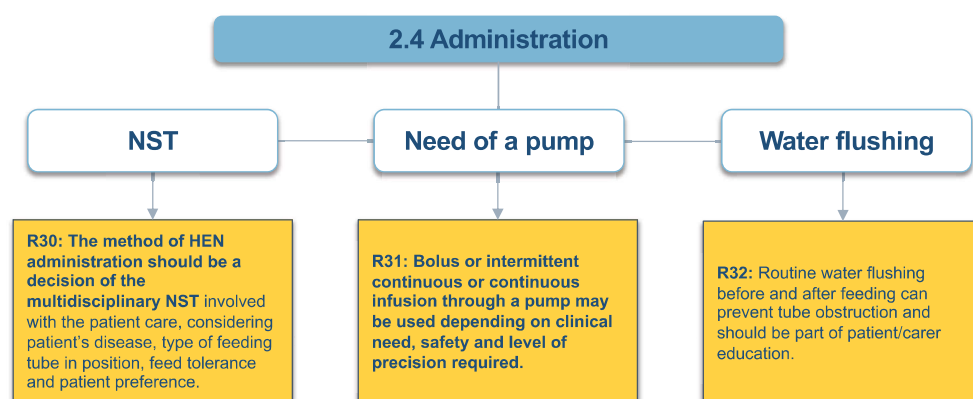 2.4 Administration
NST
Need of a pump
Water flushing
R30: The method of HEN
administration should be a
decision of the
multidisciplinary NST involved
with the patient care, considering
patient's disease, type of feeding
tube in position, feed tolerance
and patient preference.
R31: Bolus or intermittent
continuous or continuous
infusion through a pump may
be used depending on clinical
need, safety and level of
precision required.
R32: Routine water flushing
before and after feeding can
prevent tube obstruction and
should be part of patient/carer
education.